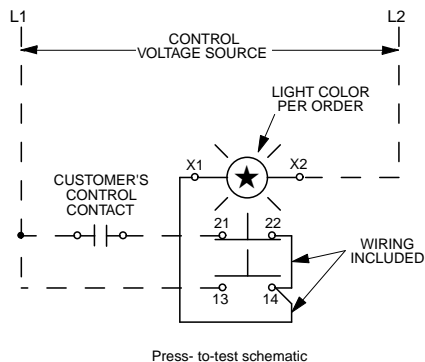 L1
L2
CONTROL
VOLTAGE SOURCE
LIGHT COLOR
PER ORDER
X1
X2
CUSTOMER'S
CONTROL
CONTACT
21
22
WIRING
INCLUDED
13
14
Press- to-test schematic